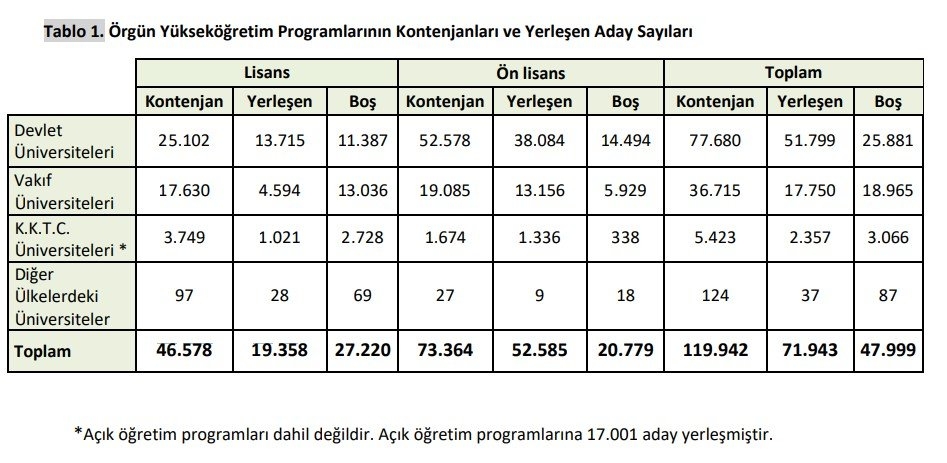 Tablo 1. Örgün Yükseköğretim Programlarının Kontenjanları ve Yerleşen Aday Sayıları
Lisans Ön lisans Toplam
Kontenjan Yerleşen Boş Kontenjan Yerleşen Boş Kontenjan Yerleşen Boş
Devlet
Üniversiteleri 25.102 13.715 11.387 52.578 38.084 14.494 77.680 51.799 25.881
Vakıf
Üniversiteleri 17.630 4.594 13.036 19.085 13.156 5.929 36.715 17.750 18.965
K.K.T.C.
Üniversiteleri * 3.749 1.021 2.728 1.674 1.336 338 5.423 2.357 3.066
Diğer
Ülkelerdeki 97 28 69 27 9 18 124 37 87
Üniversiteler
Toplam 46.578 19.358 27.220 73.364 52.585 20.779 119.942 71.943 47.999
*Açık öğretim programları dahil değildir. Açık öğretim programlarına 17.001 aday yerleşmiştir.